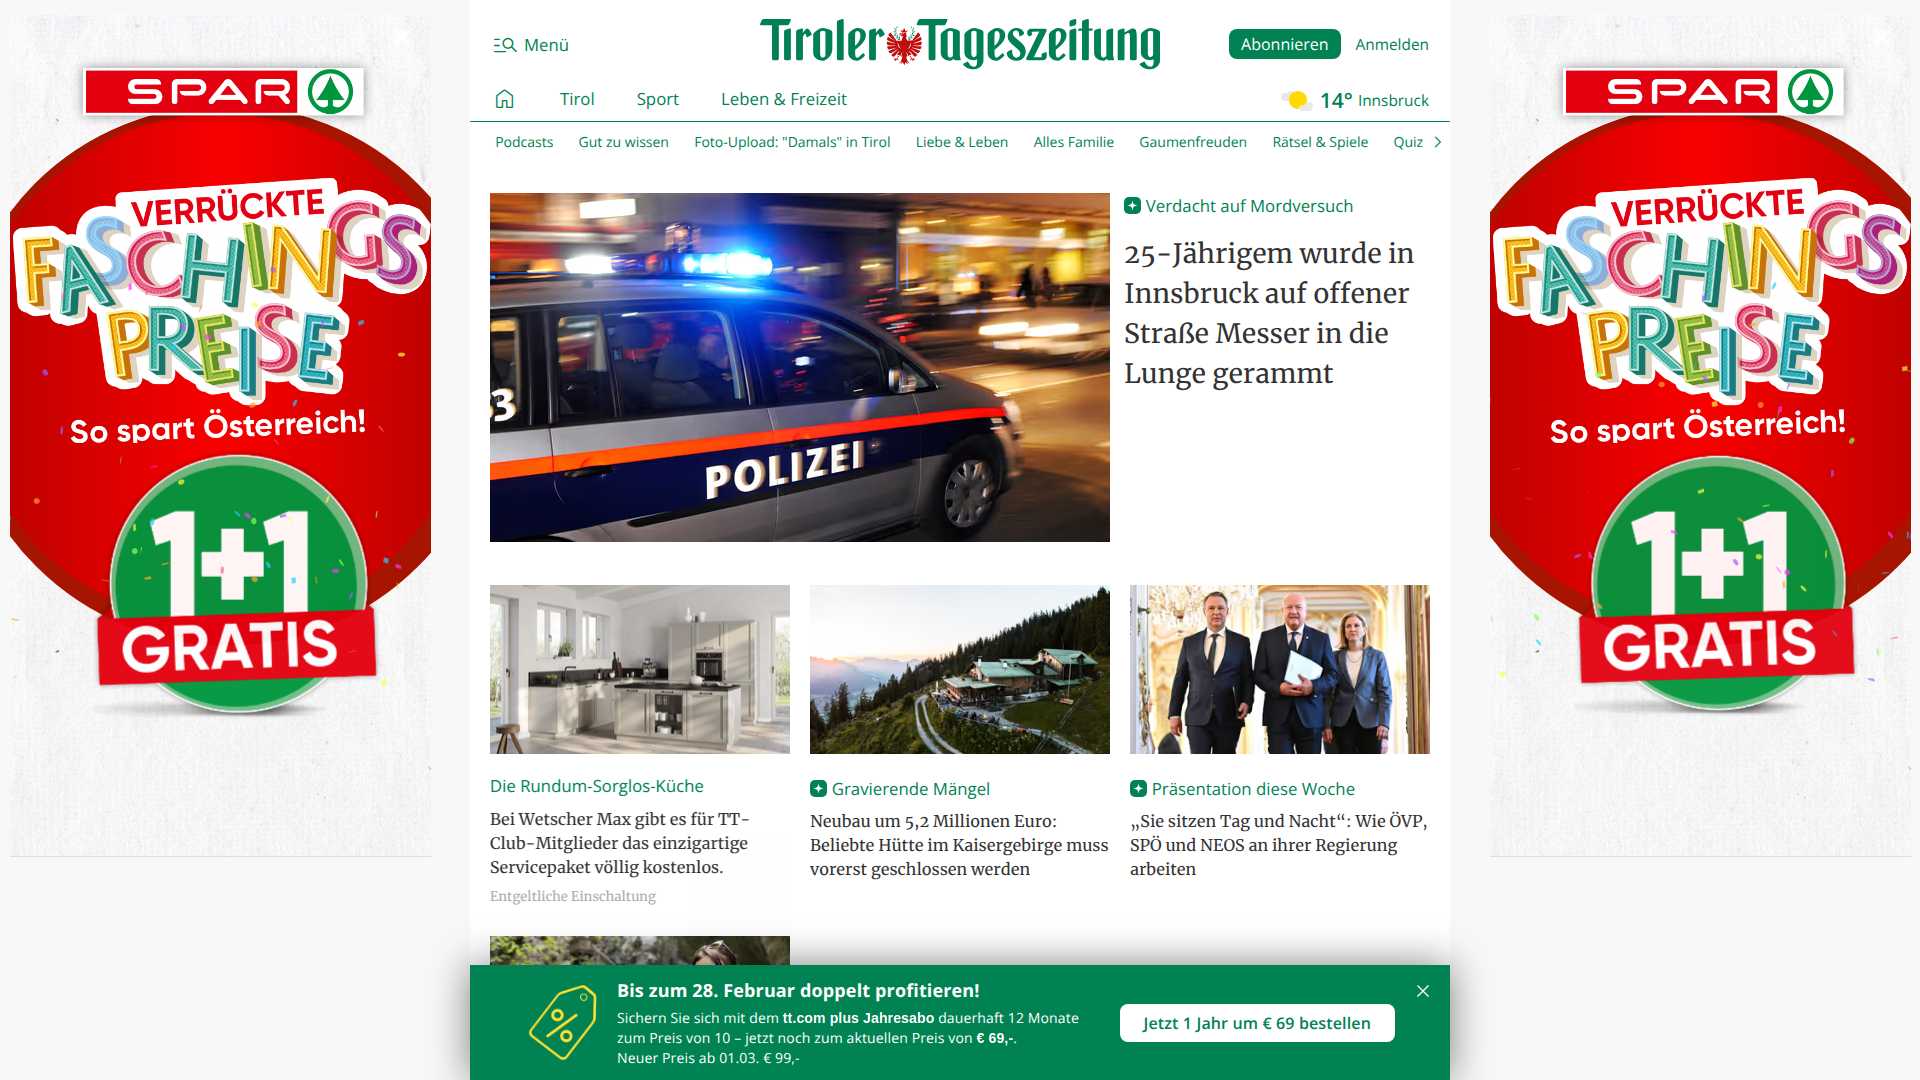 SPAR
VERRÜCKTE
FASCHINGS
PREISE
So spart Österreich!
1+1
GRATIS
Menü
Tiroler Tageszeitung
Abonnieren
Anmelden
Tirol
Sport
Leben & Freizeit
14° Innsbruck
Podcasts
Gut zu wissen
Foto-Upload: "Damals" in Tirol
Liebe & Leben
Alles Familie
Gaumenfreuden
Rätsel & Spiele
Quiz
3
POLIZEI
Verdacht auf Mordversuch
25-Jährigem wurde in
Innsbruck auf offener
Straße Messer in die
Lunge gerammt
Die Rundum-Sorglos-Küche
Bei Wetscher Max gibt es für TT-
Club-Mitglieder das einzigartige
Servicepaket völlig kostenlos.
Entgeltliche Einschaltung
Gravierende Mängel
Neubau um 5,2 Millionen Euro:
Beliebte Hütte im Kaisergebirge muss
vorerst geschlossen werden
Präsentation diese Woche
„Sie sitzen Tag und Nacht“: Wie ÖVP,
SPÖ und NEOS an ihrer Regierung
arbeiten
Bis zum 28. Februar doppelt profitieren!
Sichern Sie sich mit dem tt.com plus Jahresabo dauerhaft 12 Monate
zum Preis von 10 – jetzt noch zum aktuellen Preis von € 69,-.
Neuer Preis ab 01.03. € 99,-
Jetzt 1 Jahr um € 69 bestellen
SPAR
VERRÜCKTE
FASCHINGS
PREISE
So spart Österreich!
1+1
GRATIS